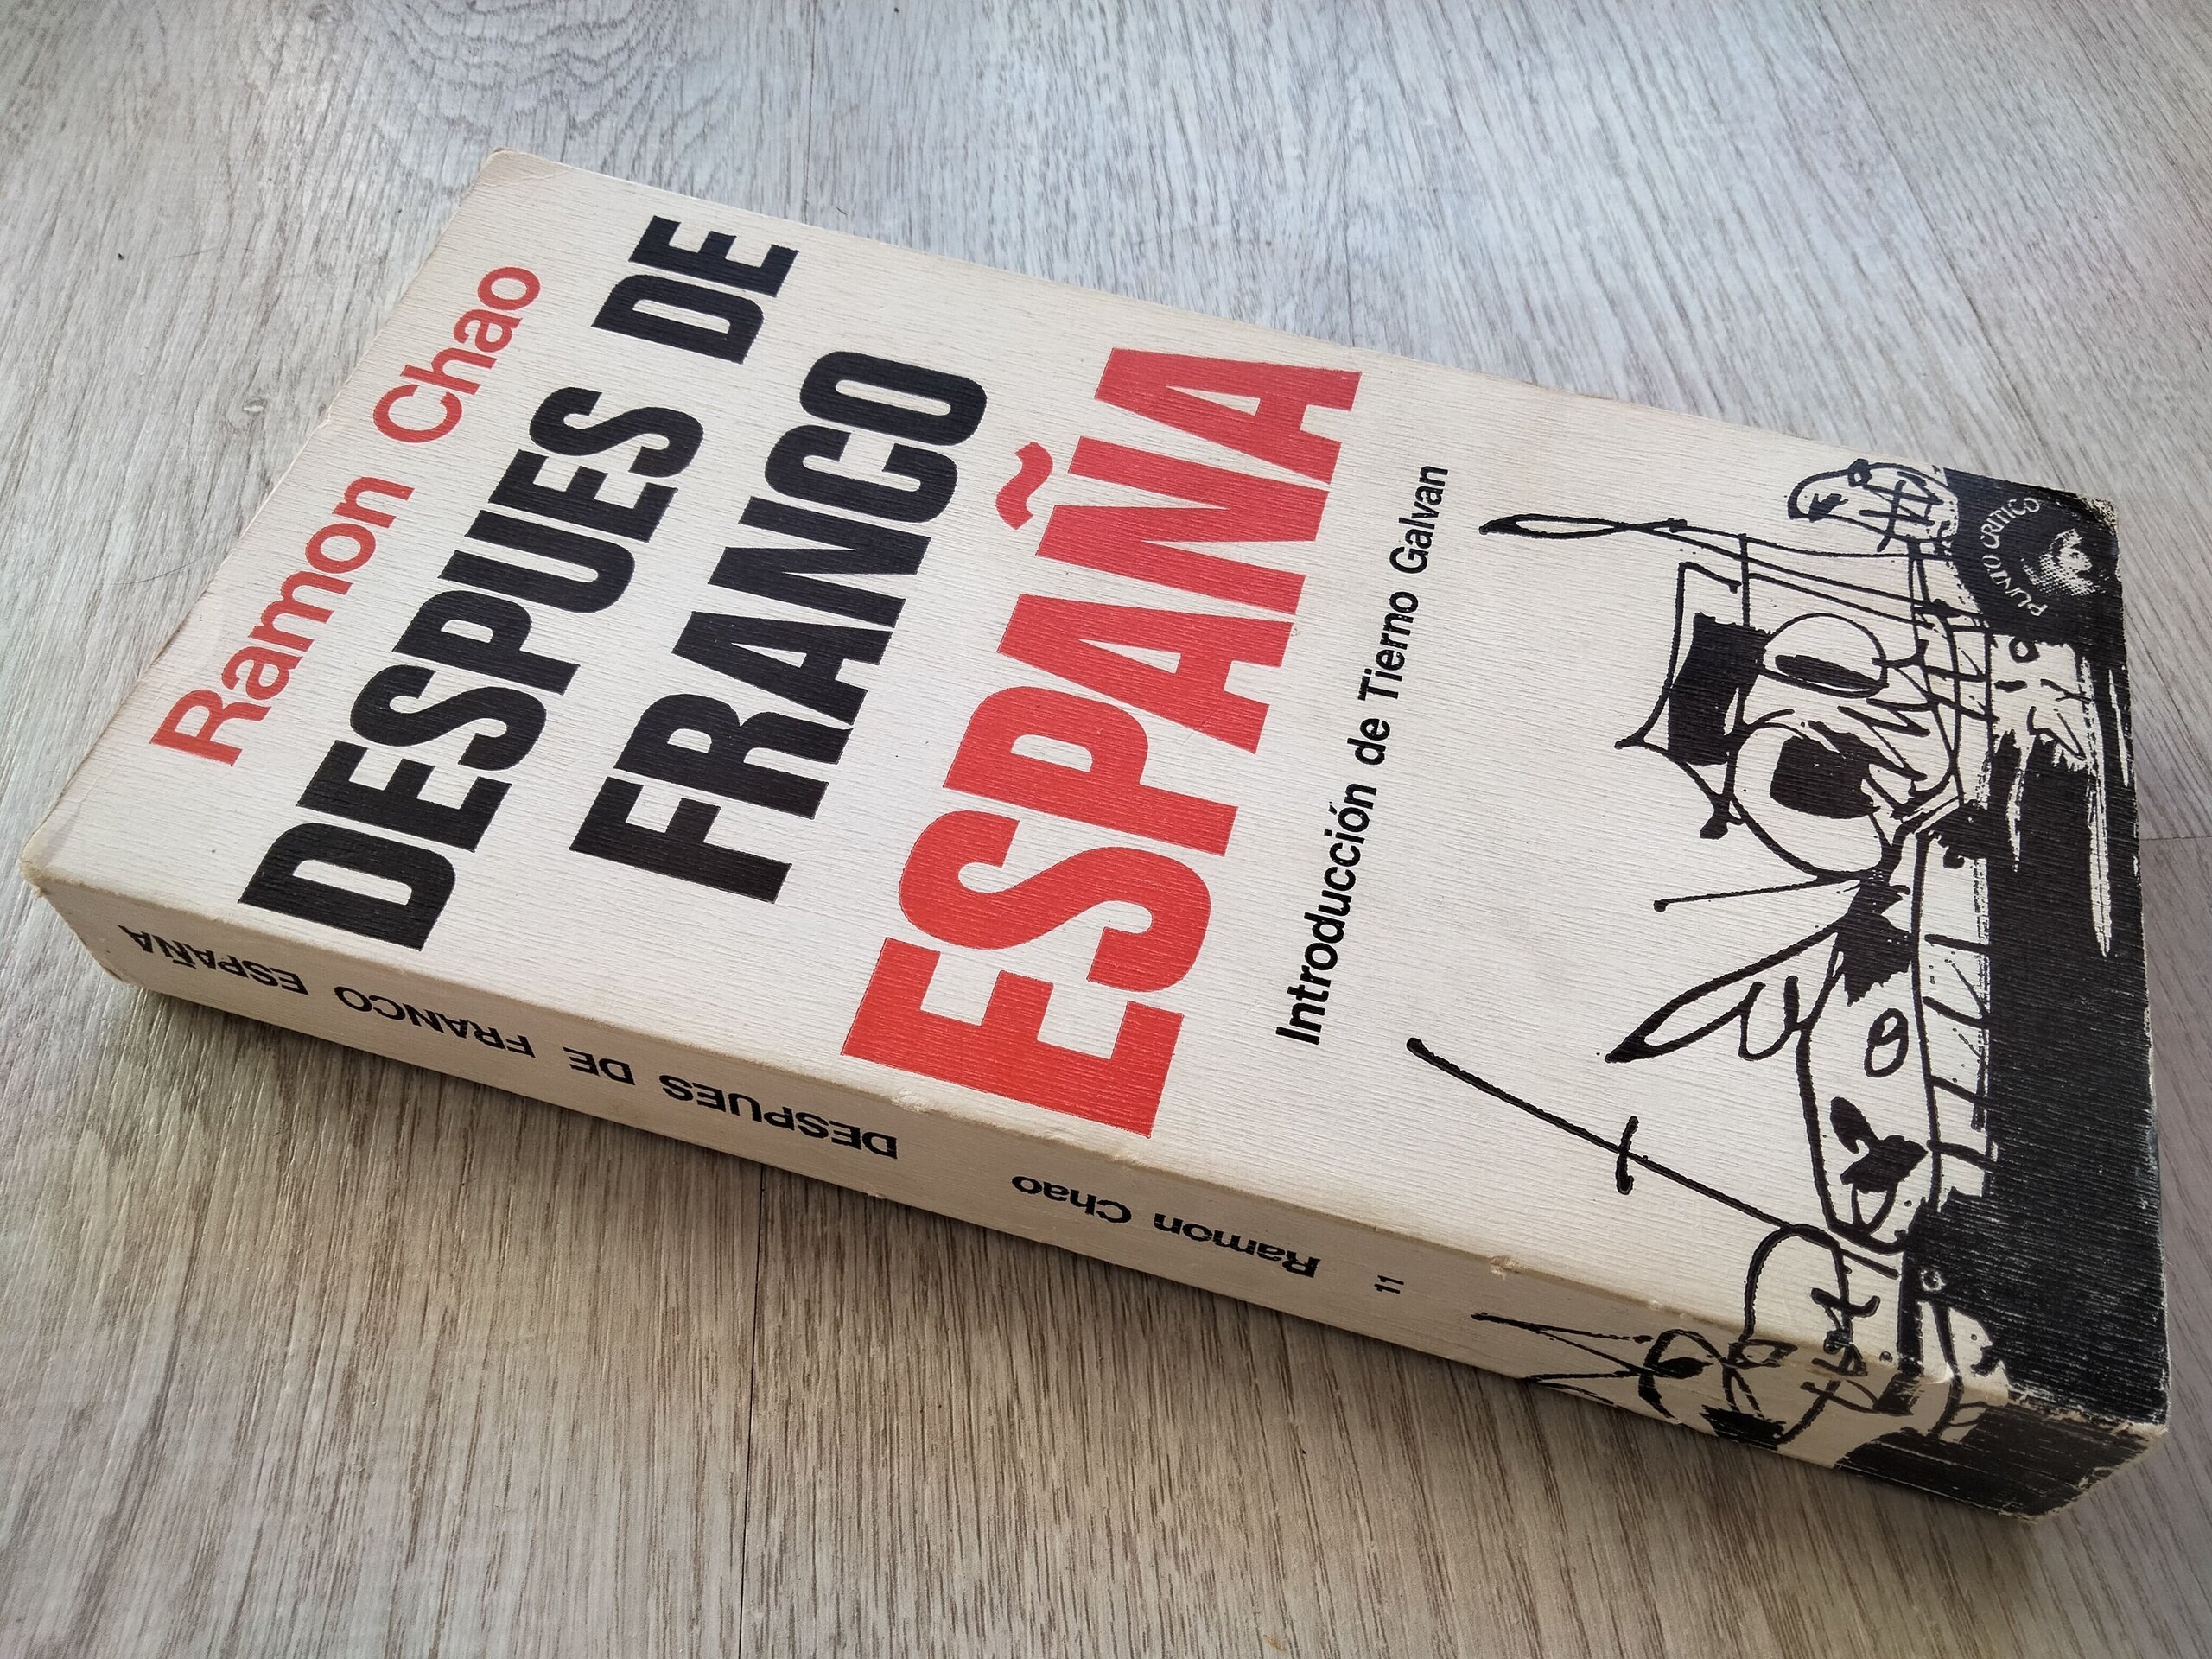 Ramon Chao
DESPUES DE
FRANCO
ESPAÑA
Introducción de Tierno Galvan
PUNTO CRITICO
11 Ramon Chao DESPUES DE FRANCO ESPAÑA